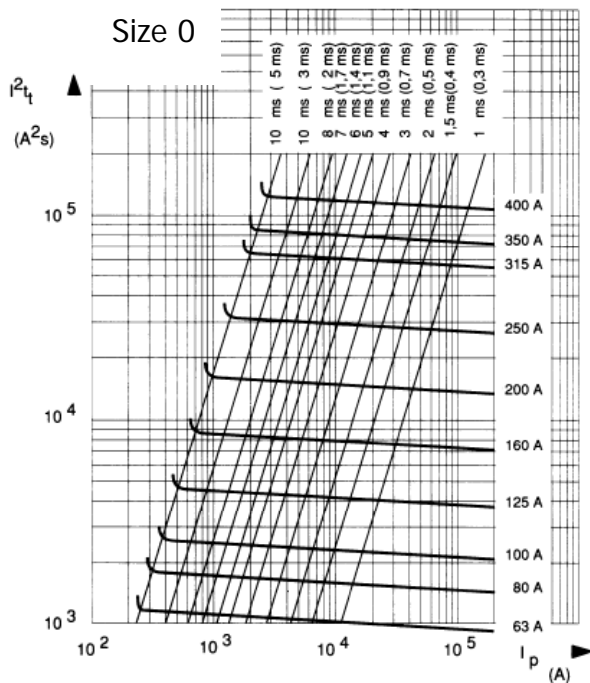 Size 0
I²tₜ
(A²s)
10 ms ( 5 ms)
10 ms ( 3 ms)
8 ms ( 2 ms)
7 ms (1,7 ms)
6 ms (1,4 ms)
5 ms (1,1 ms)
4 ms (0,9 ms)
3 ms (0,7 ms)
2 ms (0,5 ms)
1,5 ms(0,4 ms)
1 ms (0,3 ms)
10⁵
10⁴
10³
400 A
350 A
315 A
250 A
200 A
160 A
125 A
100 A
80 A
63 A
10² 10³ 10⁴ 10⁵ Iₚ
(A)